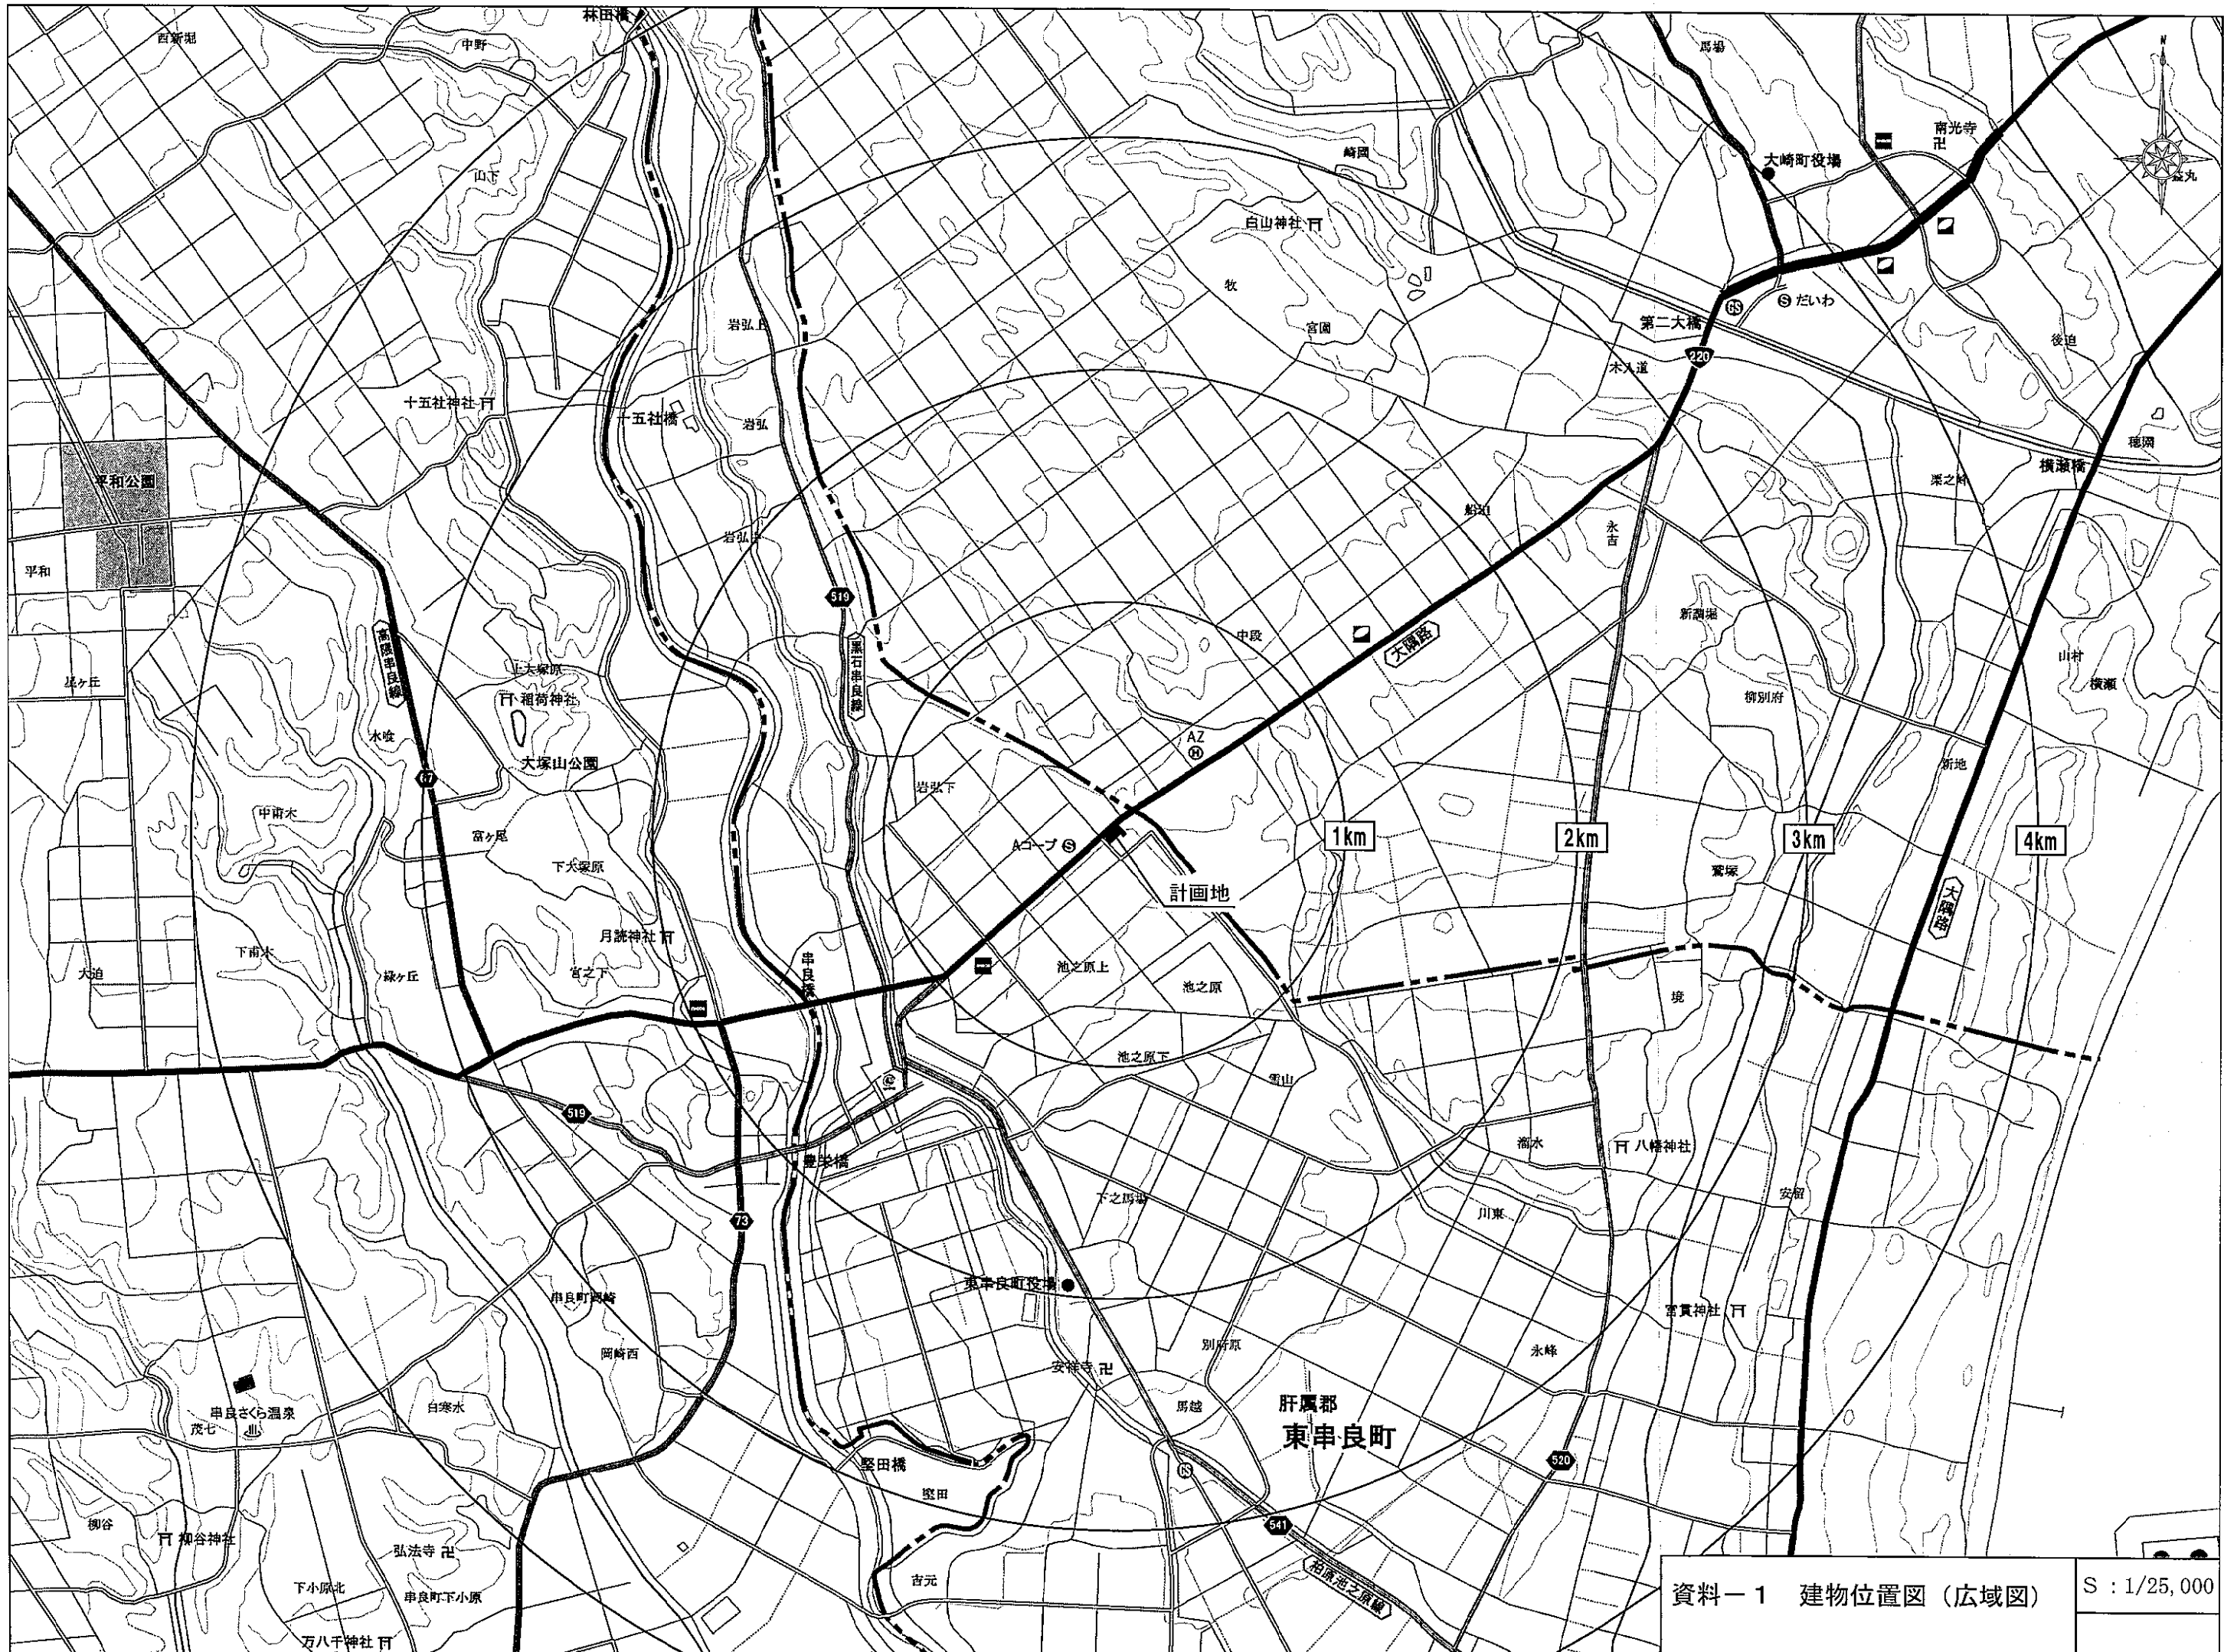 林田橋
西新堀
中野
馬場
南光寺
大崎町役場
山下
崎園
白山神社
牧
宮園
岩弘上
だいわ
GS
S
第二大橋
220
木入道
後迫
十五社神社
十五社橋
岩弘
穂園
横瀬橋
平和公園
船迫
永吉
平和
519
高隈串良線
黒石串良線
中段
大隅路
山村
上大塚原
稲荷神社
横瀬
柳別府
水喰
大塚山公園
AZ
H
67
新地
岩弘下
中甫木
富ヶ尾
下大塚原
Aコープ
S
1km
2km
3km
4km
計画地
鷲塚
大隅路
月読神社
下甫木
大迫
緑ヶ丘
宮之下
串良橋
池之原上
池之原
境
池之原下
雪山
519
豊栄橋
溜水
八幡神社
73
下之馬場
川東
安留
東串良町役場
串良町岡崎
宮貫神社
岡崎西
別府原
永峰
安祥寺
馬越
肝属郡
東串良町
白寒水
串良さくら温泉
茂七
竪田橋
GS
520
竪田
541
柏原池之原線
柳谷
柳谷神社
弘法寺
吉元
下小原北
串良町下小原
万八千神社
資料－1　建物位置図（広域図）
S：1/25,000